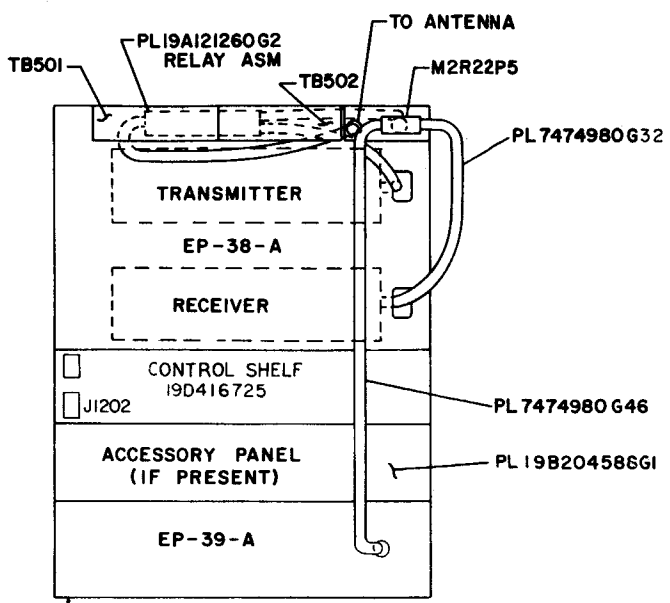 TO ANTENNA
PL19A121260G2
RELAY ASM
TB501
TB502
M2R22P5
PL7474980G32
TRANSMITTER
EP-38-A
RECEIVER
CONTROL SHELF
19D416725
J1202
PL7474980G46
ACCESSORY PANEL
(IF PRESENT)
PL19B204586G1
EP-39-A